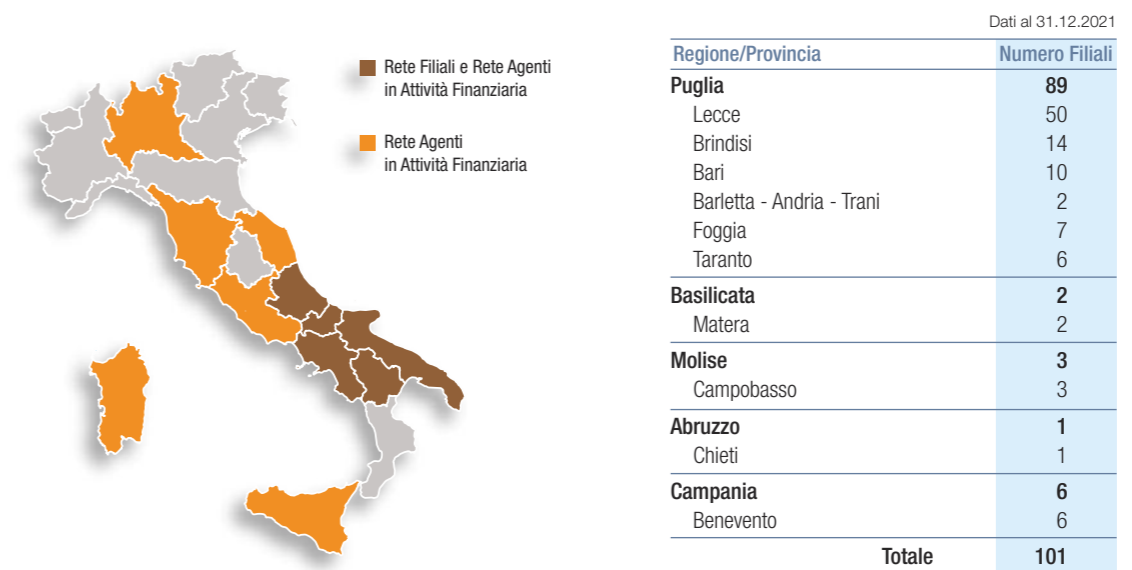 Dati al 31.12.2021
Rete Filiali e Rete Agenti
in Attività Finanziaria
Rete Agenti
in Attività Finanziaria
Regione/Provincia Numero Filiali
Puglia 89
Lecce 50
Brindisi 14
Bari 10
Barletta - Andria - Trani 2
Foggia 7
Taranto 6
Basilicata 2
Matera 2
Molise 3
Campobasso 3
Abruzzo 1
Chieti 1
Campania 6
Benevento 6
Totale 101